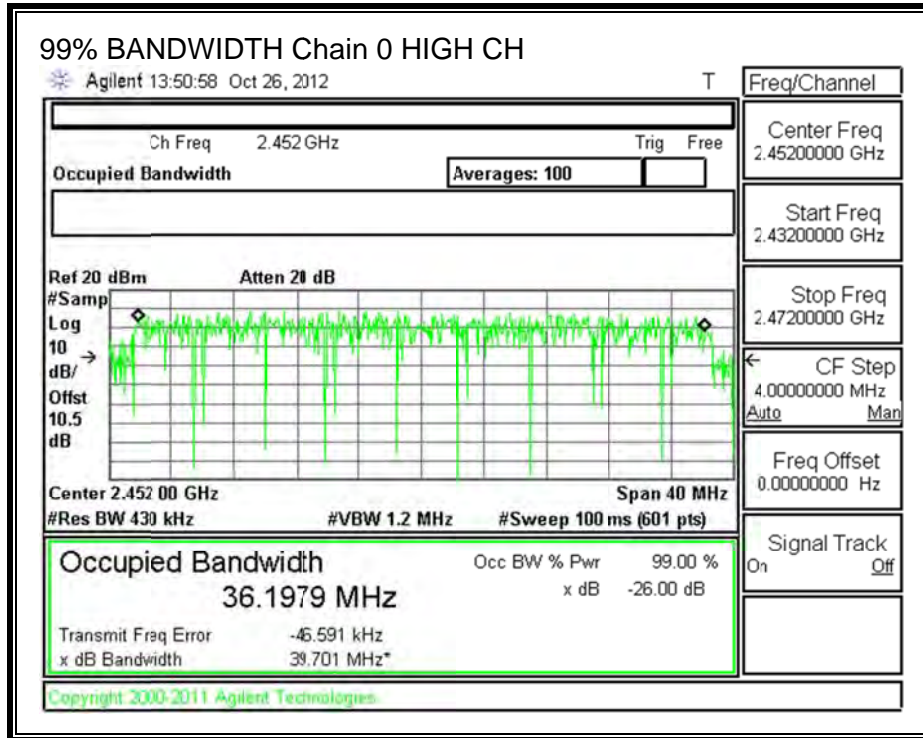 99% BANDWIDTH Chain 0 HIGH CH
Agilent 13:50:58 Oct 26, 2012 T
Freq/Channel
Ch Freq 2.452 GHz Trig Free
Occupied Bandwidth Averages: 100
Center Freq
2.45200000 GHz
Start Freq
2.43200000 GHz
Stop Freq
2.47200000 GHz
CF Step
4.00000000 MHz
Auto Man
Freq Offset
0.00000000 Hz
Signal Track
On Off
Ref 20 dBm Atten 20 dB
#Samp
Log
10
dB/
Offst
10.5
dB
Center 2.452 00 GHz Span 40 MHz
#Res BW 430 kHz #VBW 1.2 MHz #Sweep 100 ms (601 pts)
Occupied Bandwidth Occ BW % Pwr 99.00 %
36.1979 MHz x dB -26.00 dB
Transmit Freq Error -46.591 kHz
x dB Bandwidth 39.701 MHz*
Copyright 2000-2011 Agilent Technologies